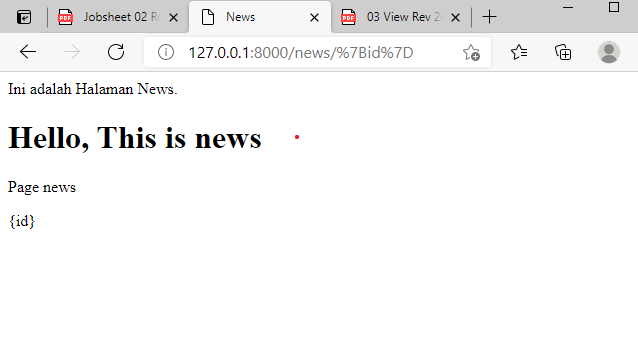 Jobsheet 02 R
News
03 View Rev 2
127.0.0.1:8000/news/%7Bid%7D
Ini adalah Halaman News.
Hello, This is news
Page news
{id}